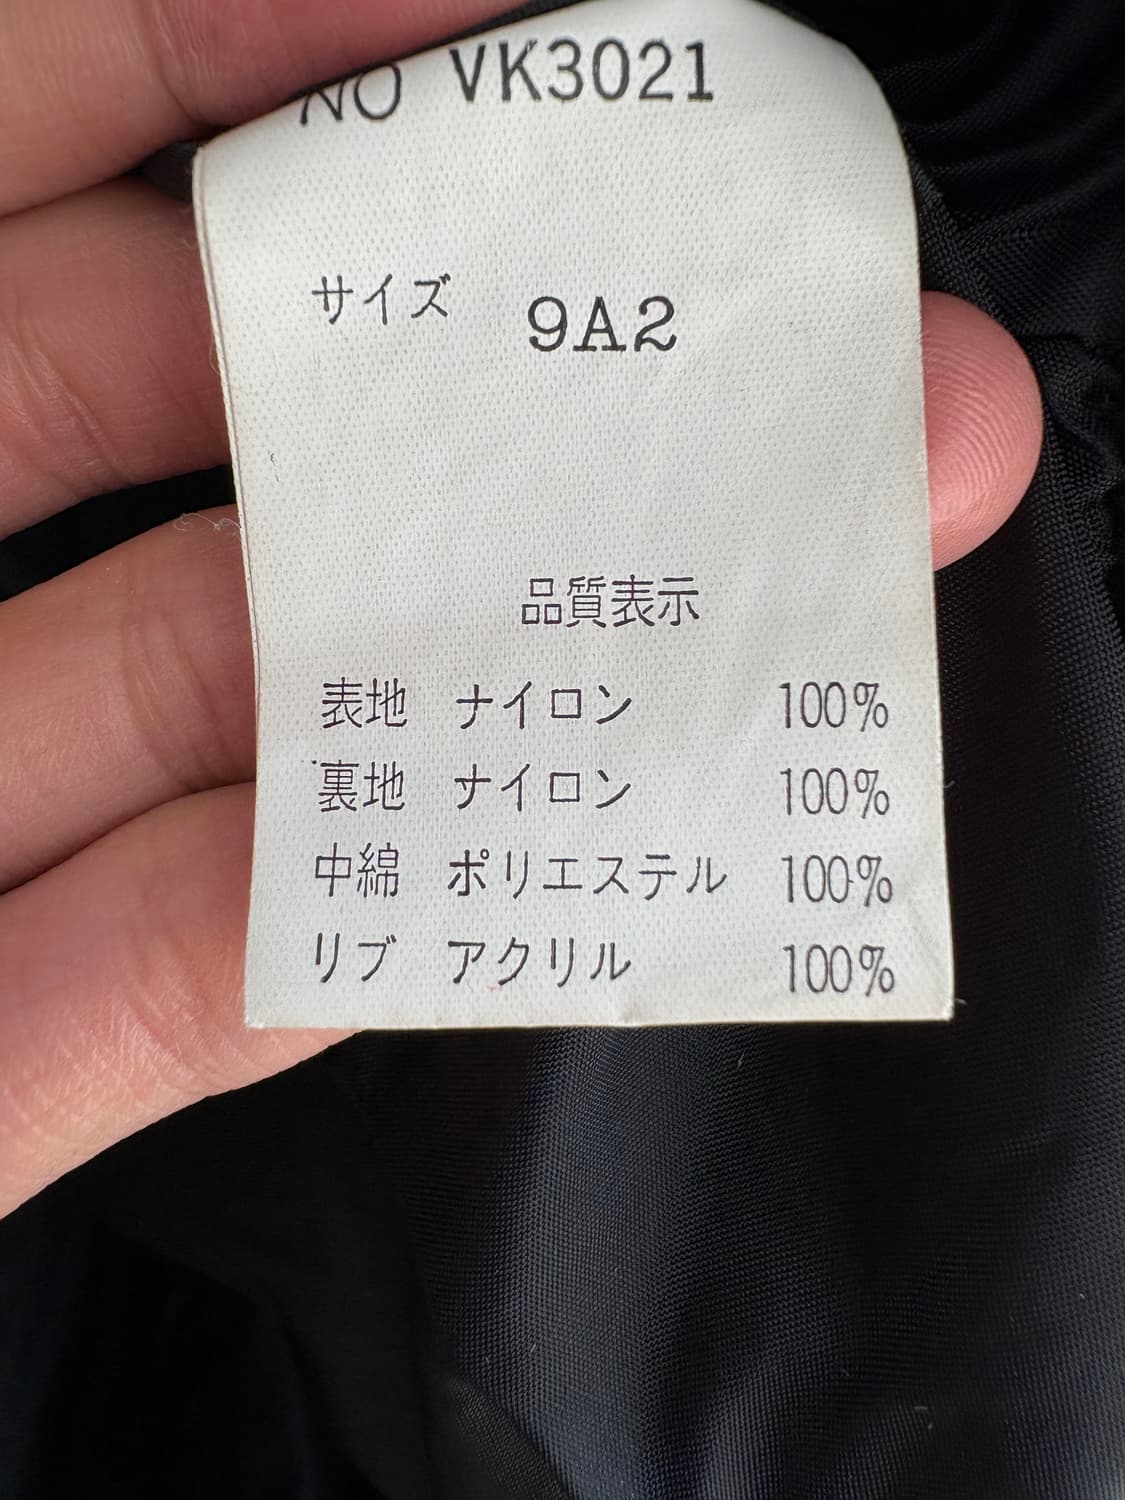 NO VK3021
サイズ 9A2
品質表示
表地 ナイロン 100%
裏地 ナイロン 100%
中綿 ポリエステル 100%
リブ アクリル 100%